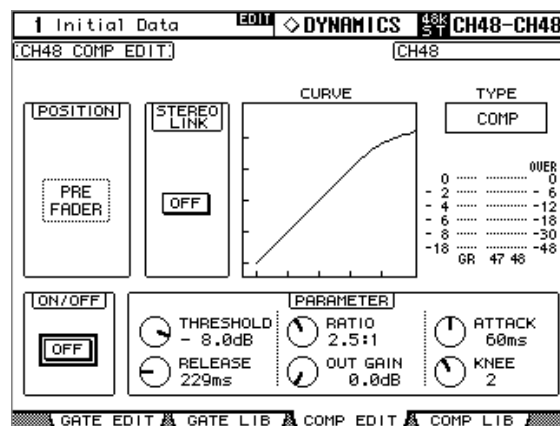 1 Initial Data EDIT ◇DYNAMICS 48K ST CH48-CH48
CH48 COMP EDIT
CH48
POSITION
PRE
FADER
STEREO
LINK
OFF
CURVE
TYPE
COMP
OVER
0 0
- 2 - 6
- 4 -12
- 6 -18
- 8 -30
-18 -48
GR 47 48
ON/OFF
OFF
PARAMETER
THRESHOLD
- 8.0dB
RATIO
2.5:1
ATTACK
60ms
RELEASE
229ms
OUT GAIN
0.0dB
KNEE
2
GATE EDIT GATE LIB COMP EDIT COMP LIB